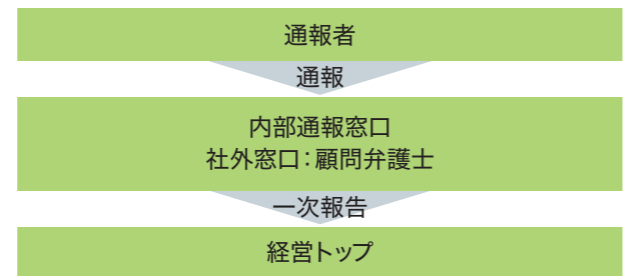 通報者
通報
内部通報窓口
社外窓口：顧問弁護士
一次報告
経営トップ